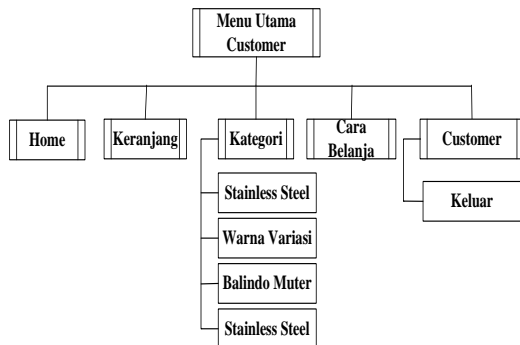 Menu Utama
Customer
Home
Keranjang
Kategori
Cara
Belanja
Customer
Stainless Steel
Keluar
Warna Variasi
Balindo Muter
Stainless Steel